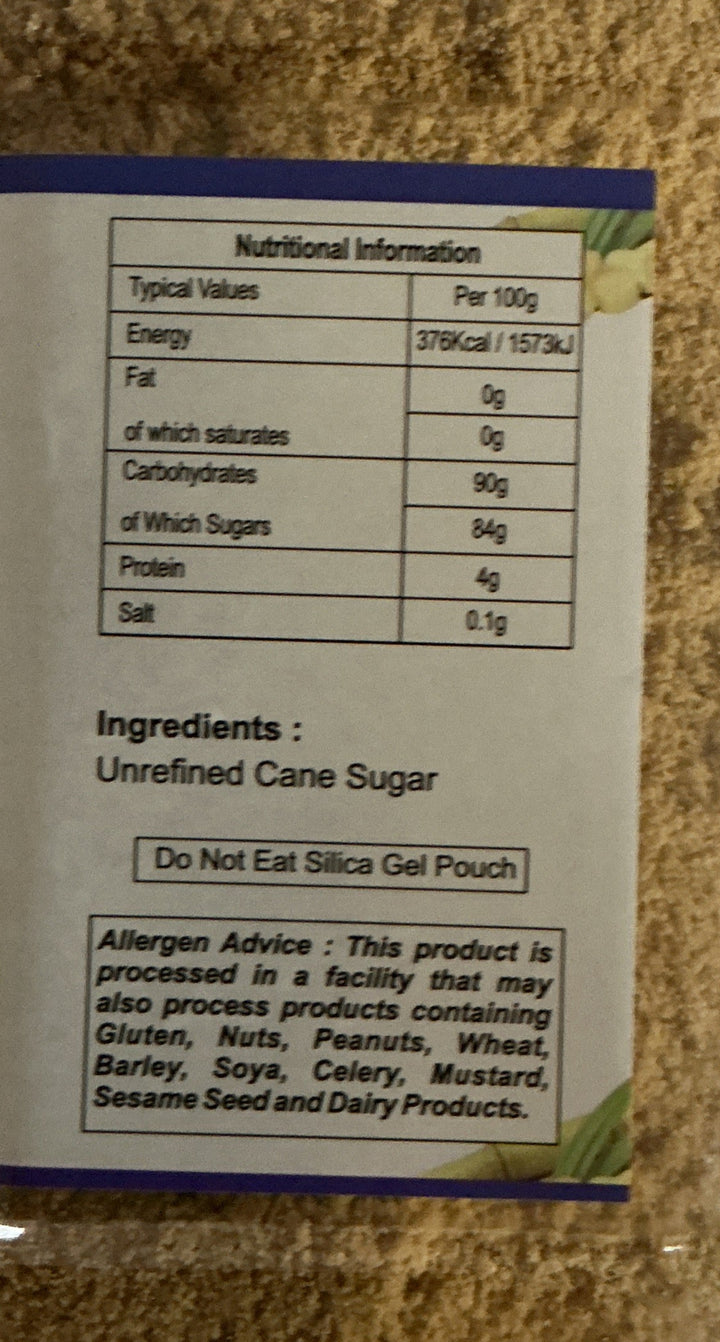 Nutritional Information
Typical Values Per 100g
Energy 376Kcal / 1573kJ
Fat 0g
of which saturates 0g
Carbohydrates 90g
of Which Sugars 84g
Protein 4g
Salt 0.1g
Ingredients :
Unrefined Cane Sugar
Do Not Eat Silica Gel Pouch
Allergen Advice : This product is
processed in a facility that may
also process products containing
Gluten, Nuts, Peanuts, Wheat,
Barley, Soya, Celery, Mustard,
Sesame Seed and Dairy Products.